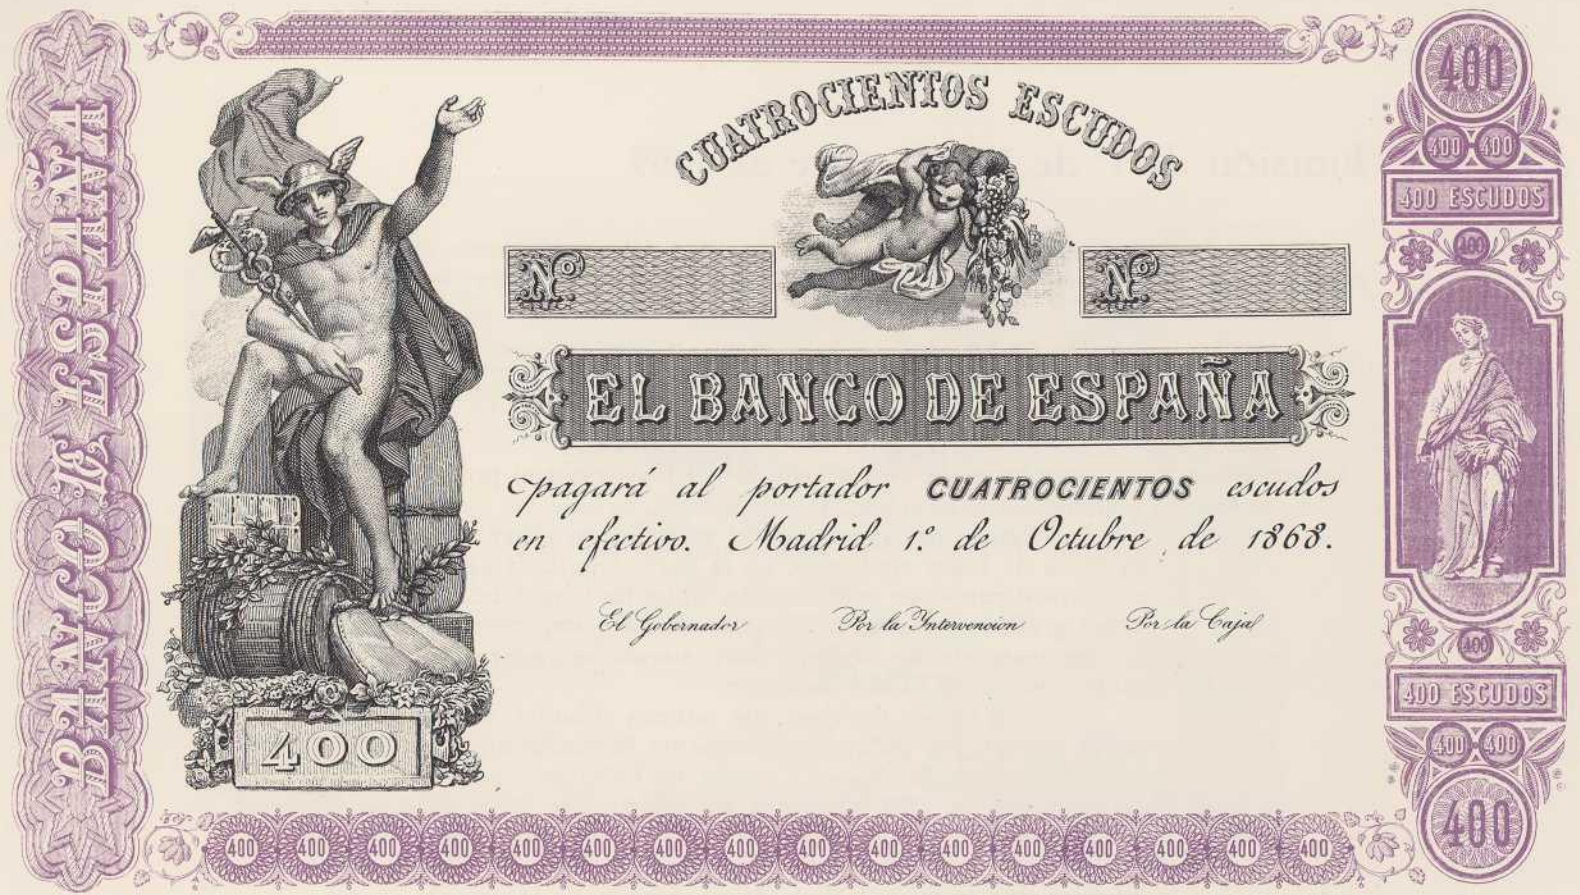 BANCO DE ESPAÑA
400
CUATROCIENTOS ESCUDOS
Nº
Nº
EL BANCO DE ESPAÑA
pagará al portador CUATROCIENTOS escudos
en efectivo. Madrid 1.º de Octubre de 1868.
El Gobernador Por la Intervencion Por la Caja
400 400 400 400 400 400 400 400 400 400 400 400 400 400 400 400
400
400 400
400 ESCUDOS
400
400
400 ESCUDOS
400 400
400